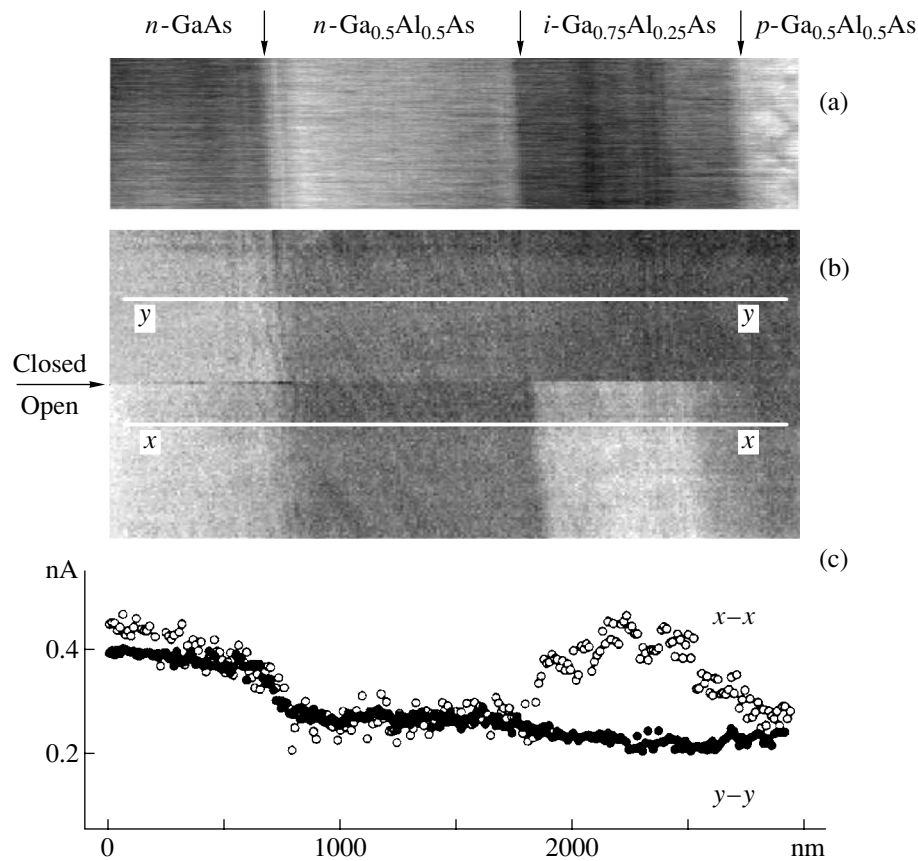 n-GaAs n-Ga0.5Al0.5As i-Ga0.75Al0.25As p-Ga0.5Al0.5As
(a)
(b)
y y
Closed
Open
x x
(c)
nA
x–x
0.4
0.2
y–y
0 1000 2000 nm